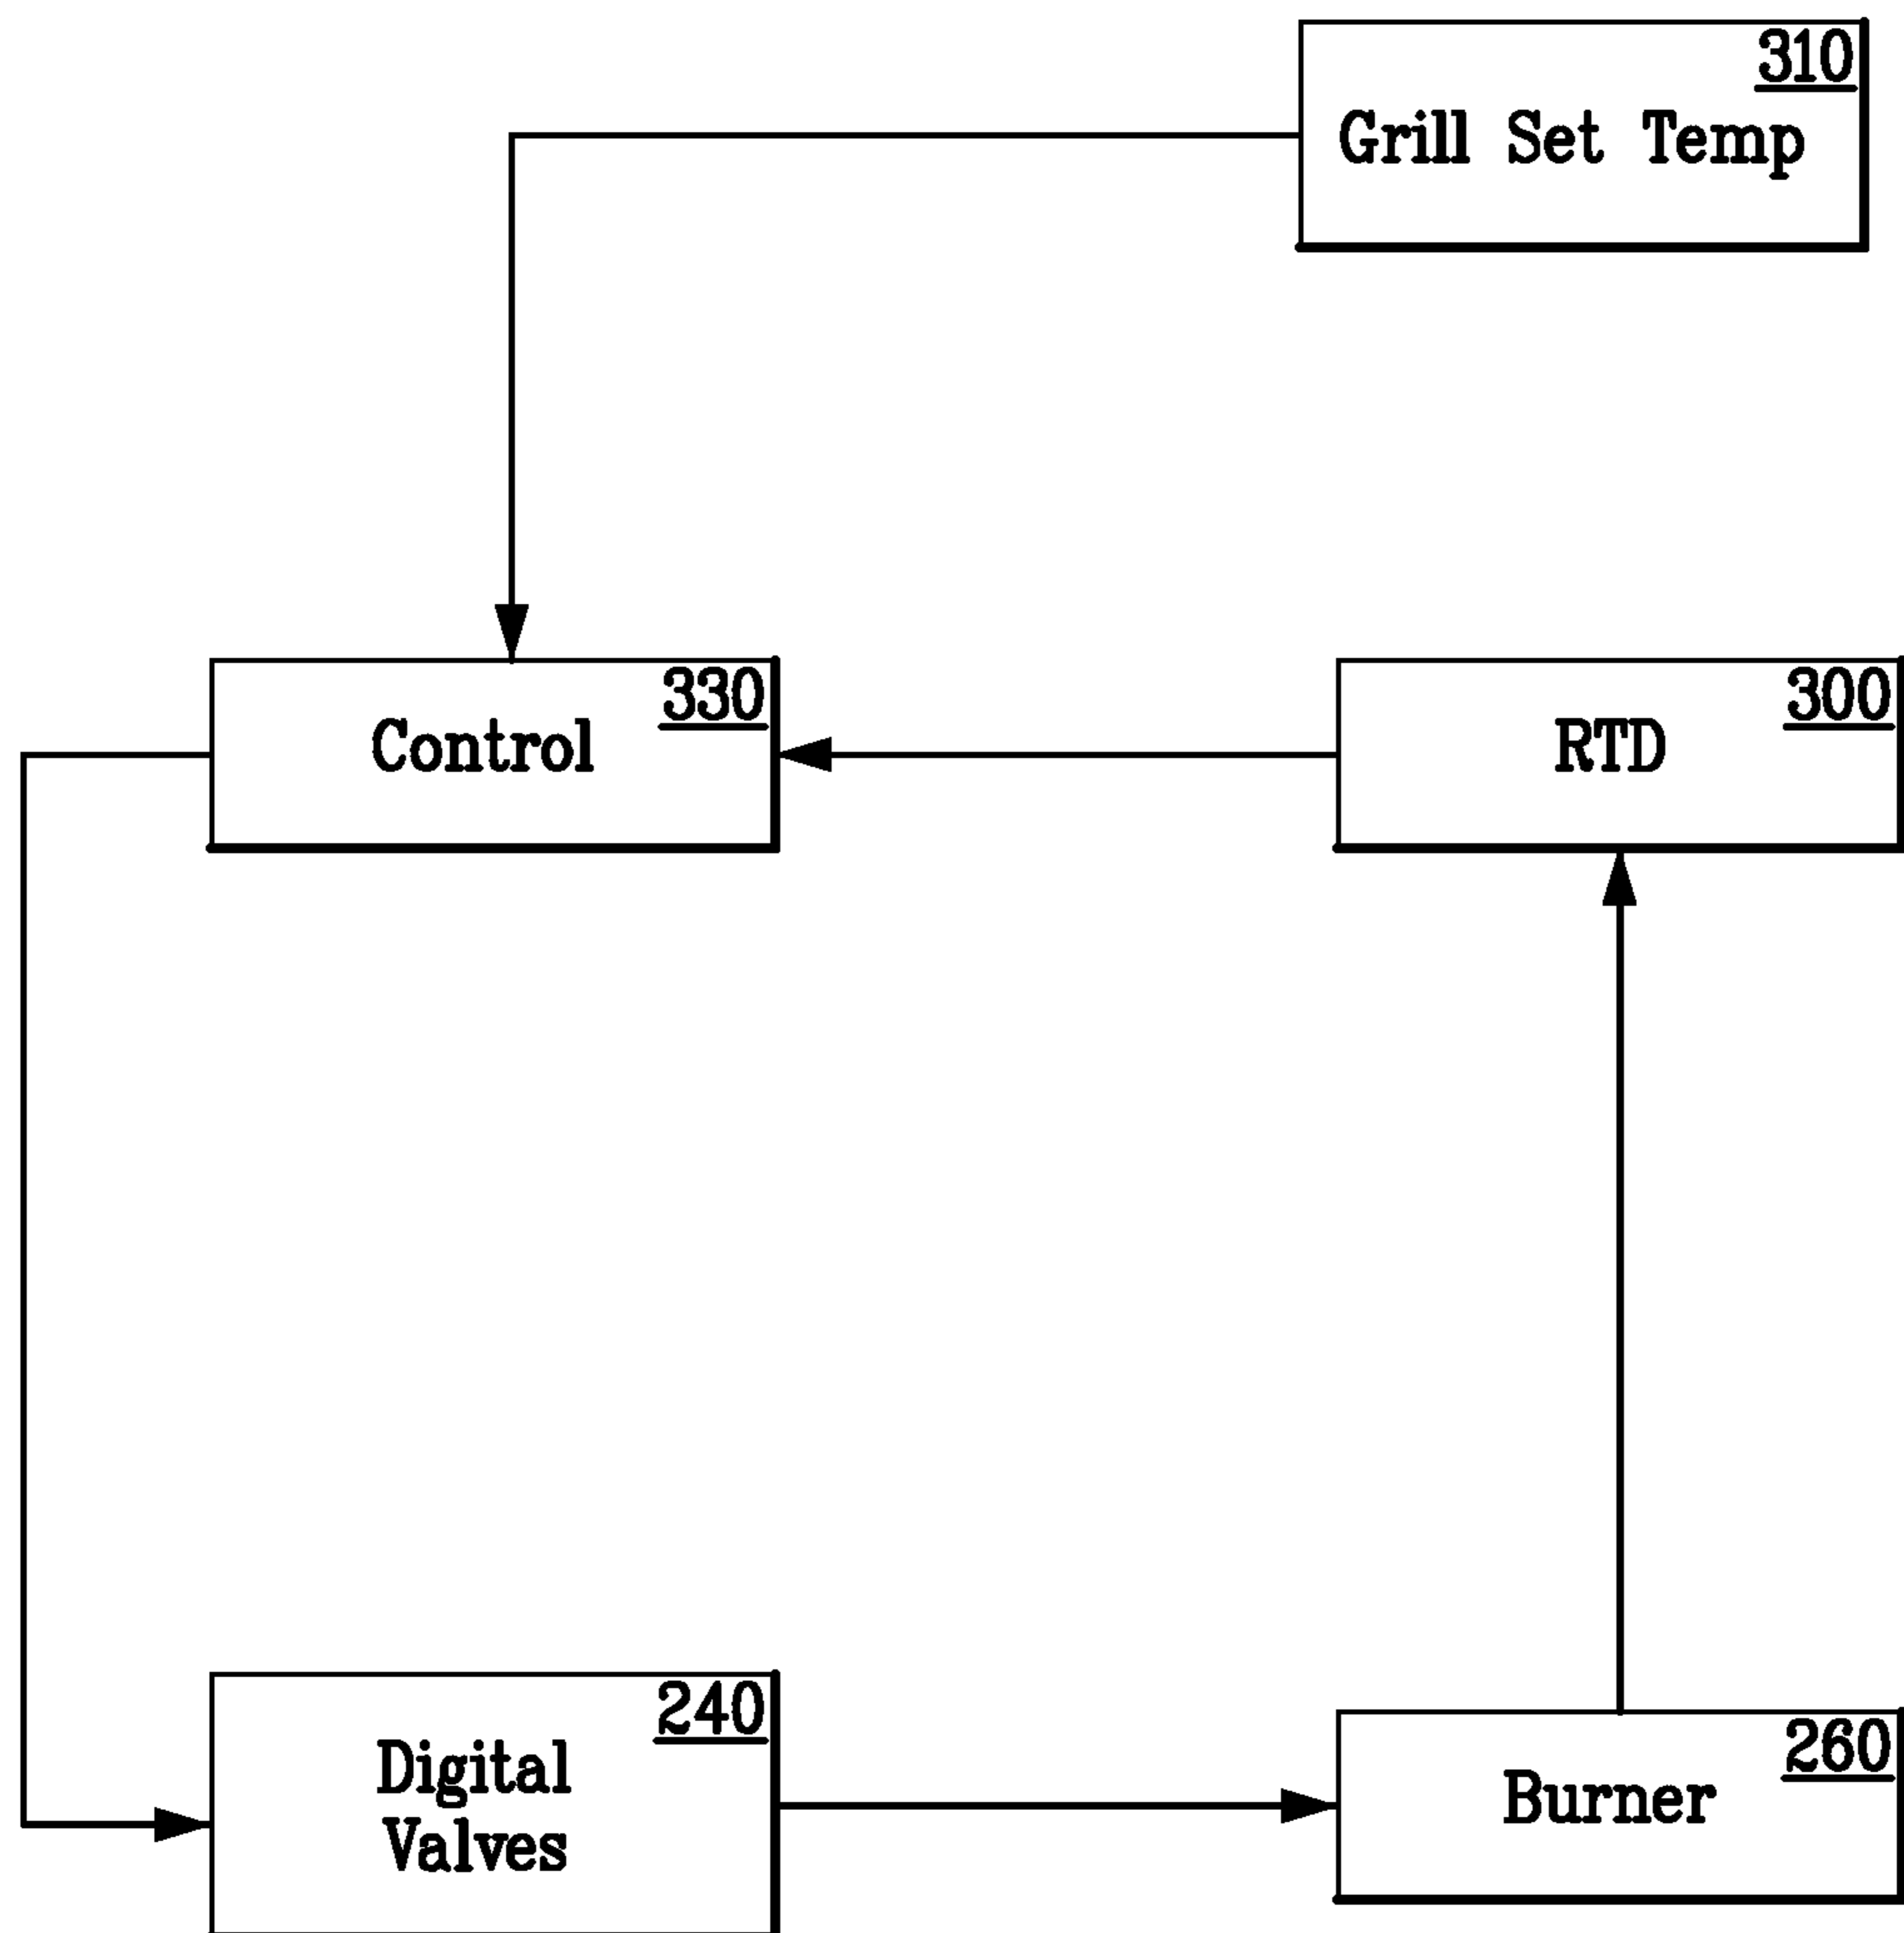 310
Grill Set Temp
330
Control
300
RTD
240
Digital
Valves
260
Burner